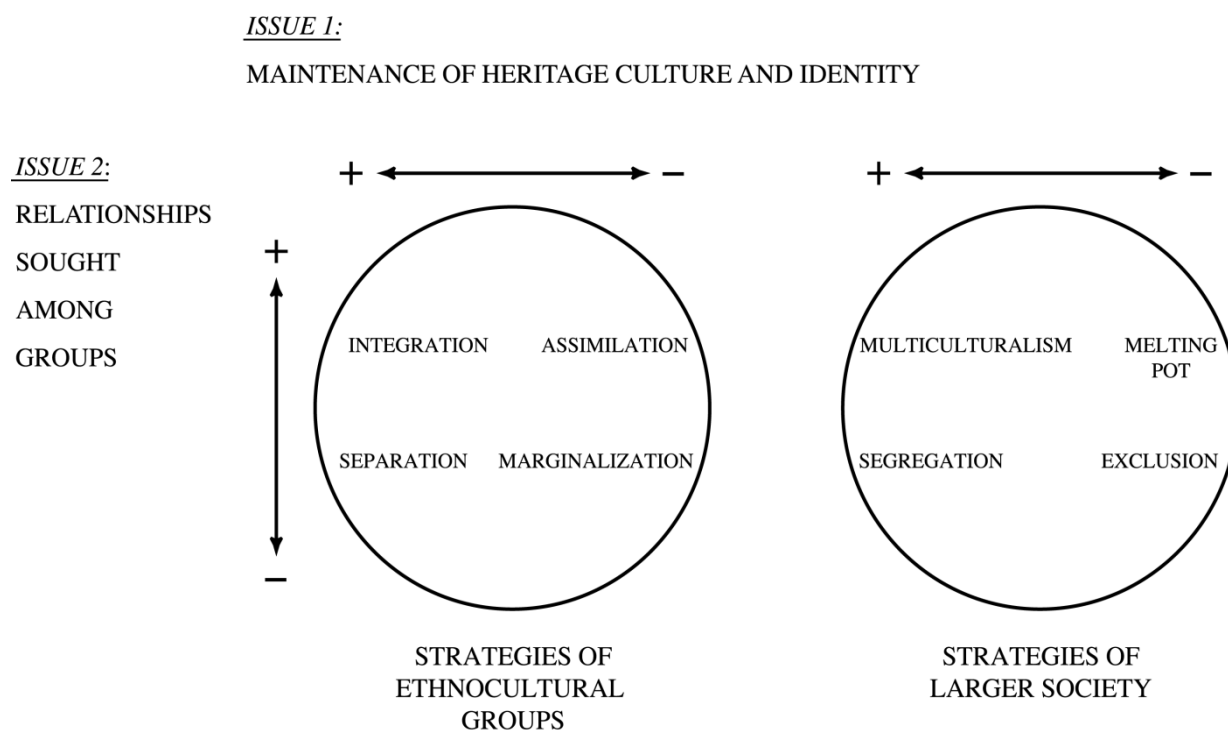 ISSUE 1:
MAINTENANCE OF HERITAGE CULTURE AND IDENTITY
ISSUE 2:
RELATIONSHIPS
SOUGHT
AMONG
GROUPS
+ −
+ −
+
−
INTEGRATION ASSIMILATION
SEPARATION MARGINALIZATION
MULTICULTURALISM MELTING
POT
SEGREGATION EXCLUSION
STRATEGIES OF
ETHNOCULTURAL
GROUPS
STRATEGIES OF
LARGER SOCIETY